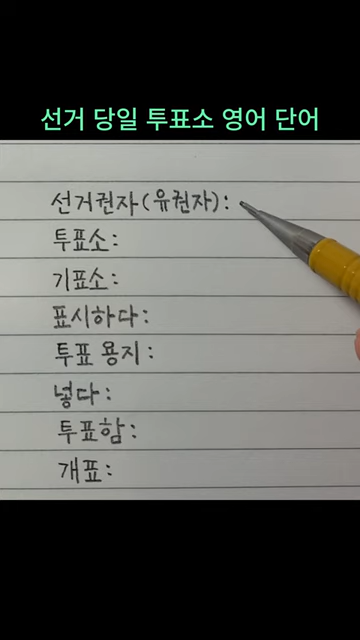 선거 당일 투표소 영어 단어
선거권자(유권자):
투표소:
기표소:
표시하다:
투표 용지:
넣다:
투표함:
개표: